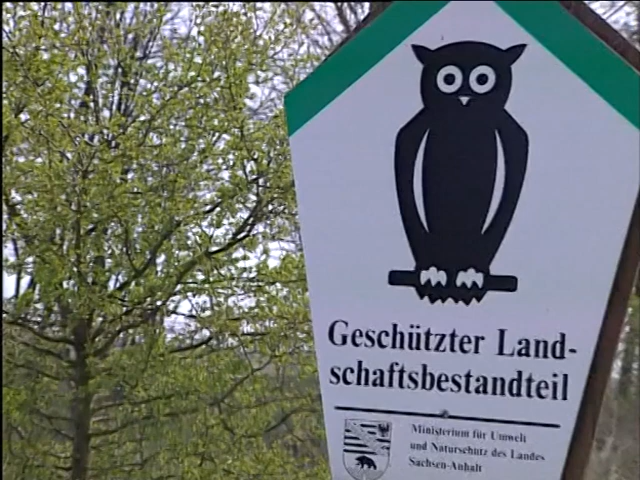 Geschützter Land-
schaftsbestandteil
Ministerium für Umwelt
und Naturschutz des Landes
Sachsen-Anhalt